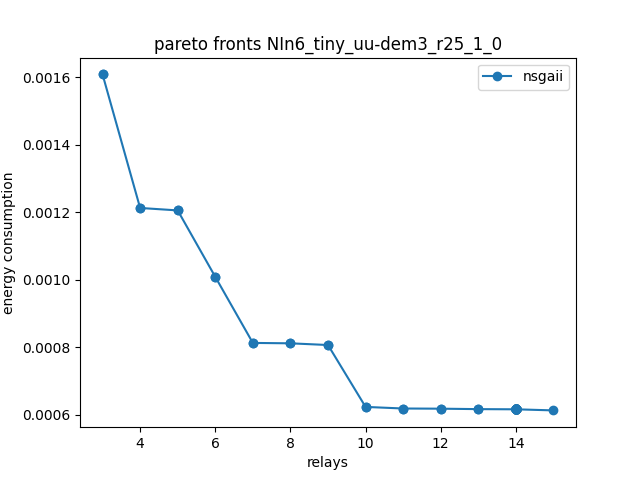 pareto fronts NIn6_tiny_uu-dem3_r25_1_0
nsgaii
energy consumption
0.0016
0.0014
0.0012
0.0010
0.0008
0.0006
4 6 8 10 12 14
relays